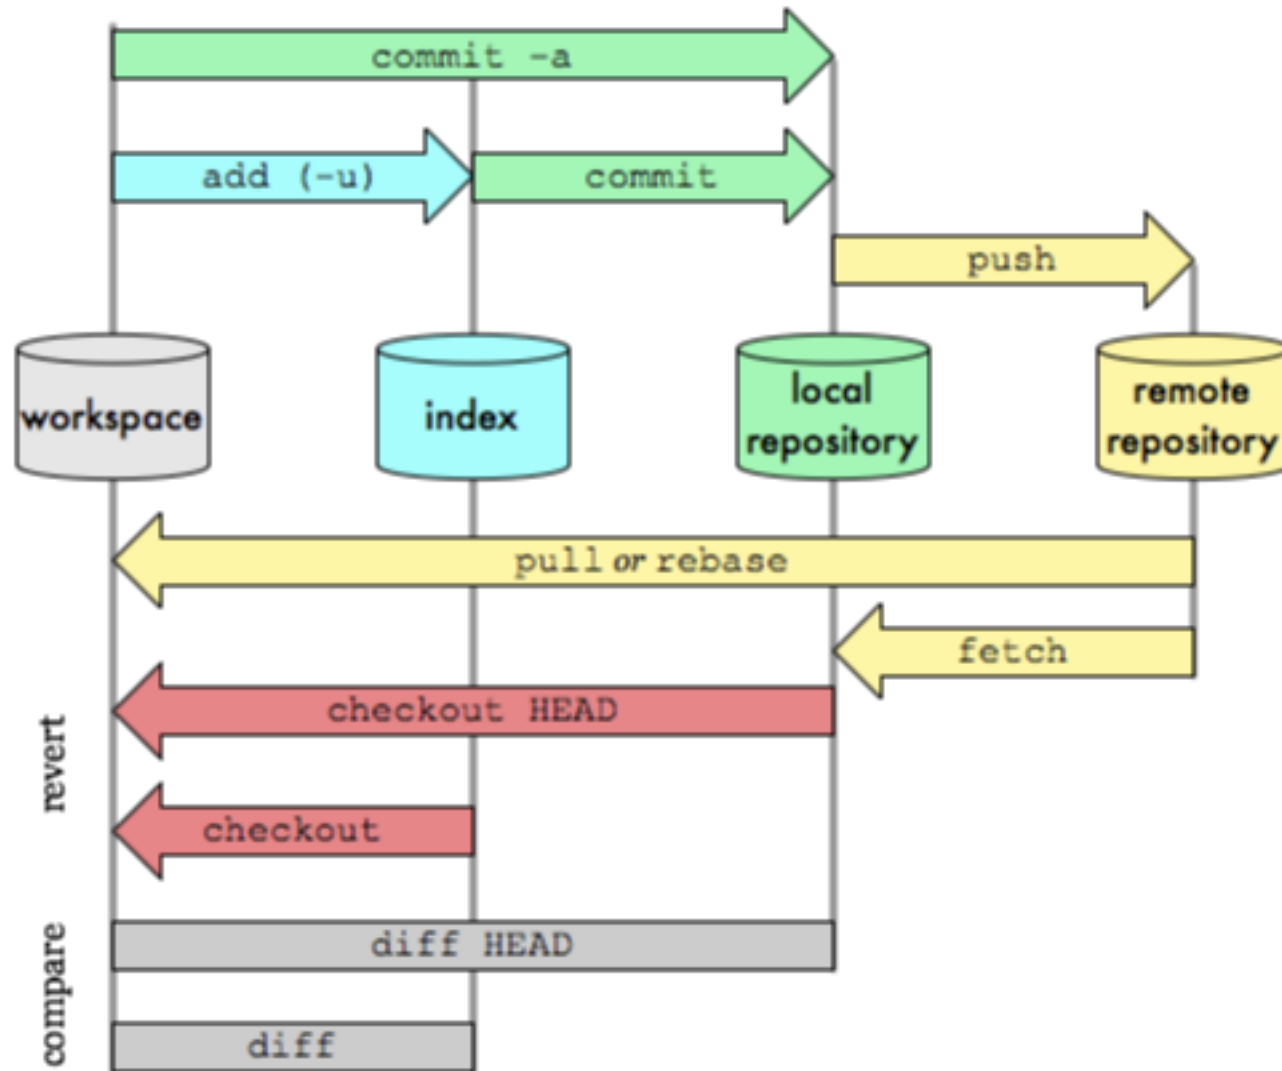 commit -a
add (-u)
commit
push
workspace
index
local
repository
remote
repository
pull or rebase
fetch
revert
checkout HEAD
checkout
compare
diff HEAD
diff